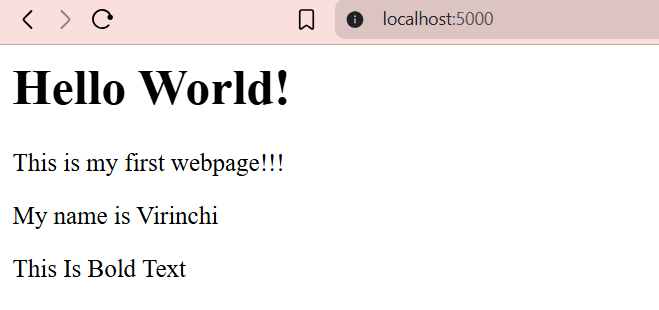 localhost:5000
Hello World!
This is my first webpage!!!
My name is Virinchi
This Is Bold Text